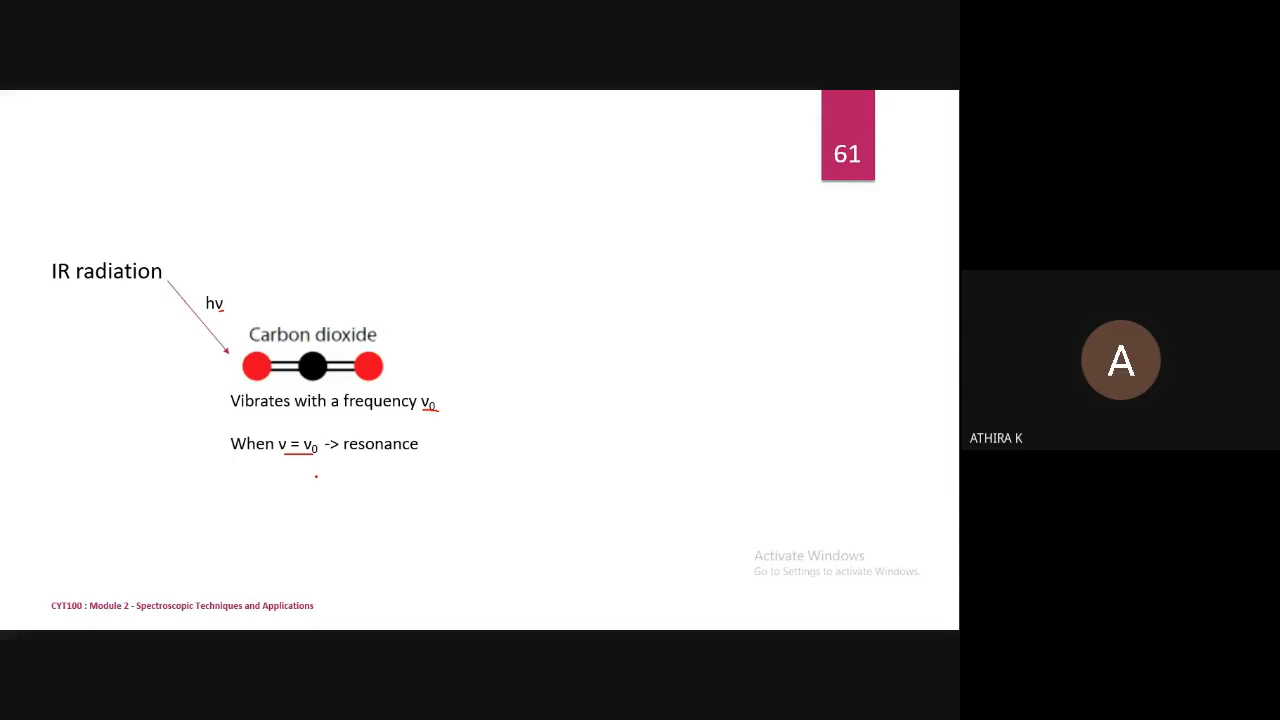 61
IR radiation
hν
Carbon dioxide
Vibrates with a frequency ν₀
When ν = ν₀ -> resonance
Activate Windows
Go to Settings to activate Windows.
CYT100 : Module 2 - Spectroscopic Techniques and Applications
A
ATHIRA K